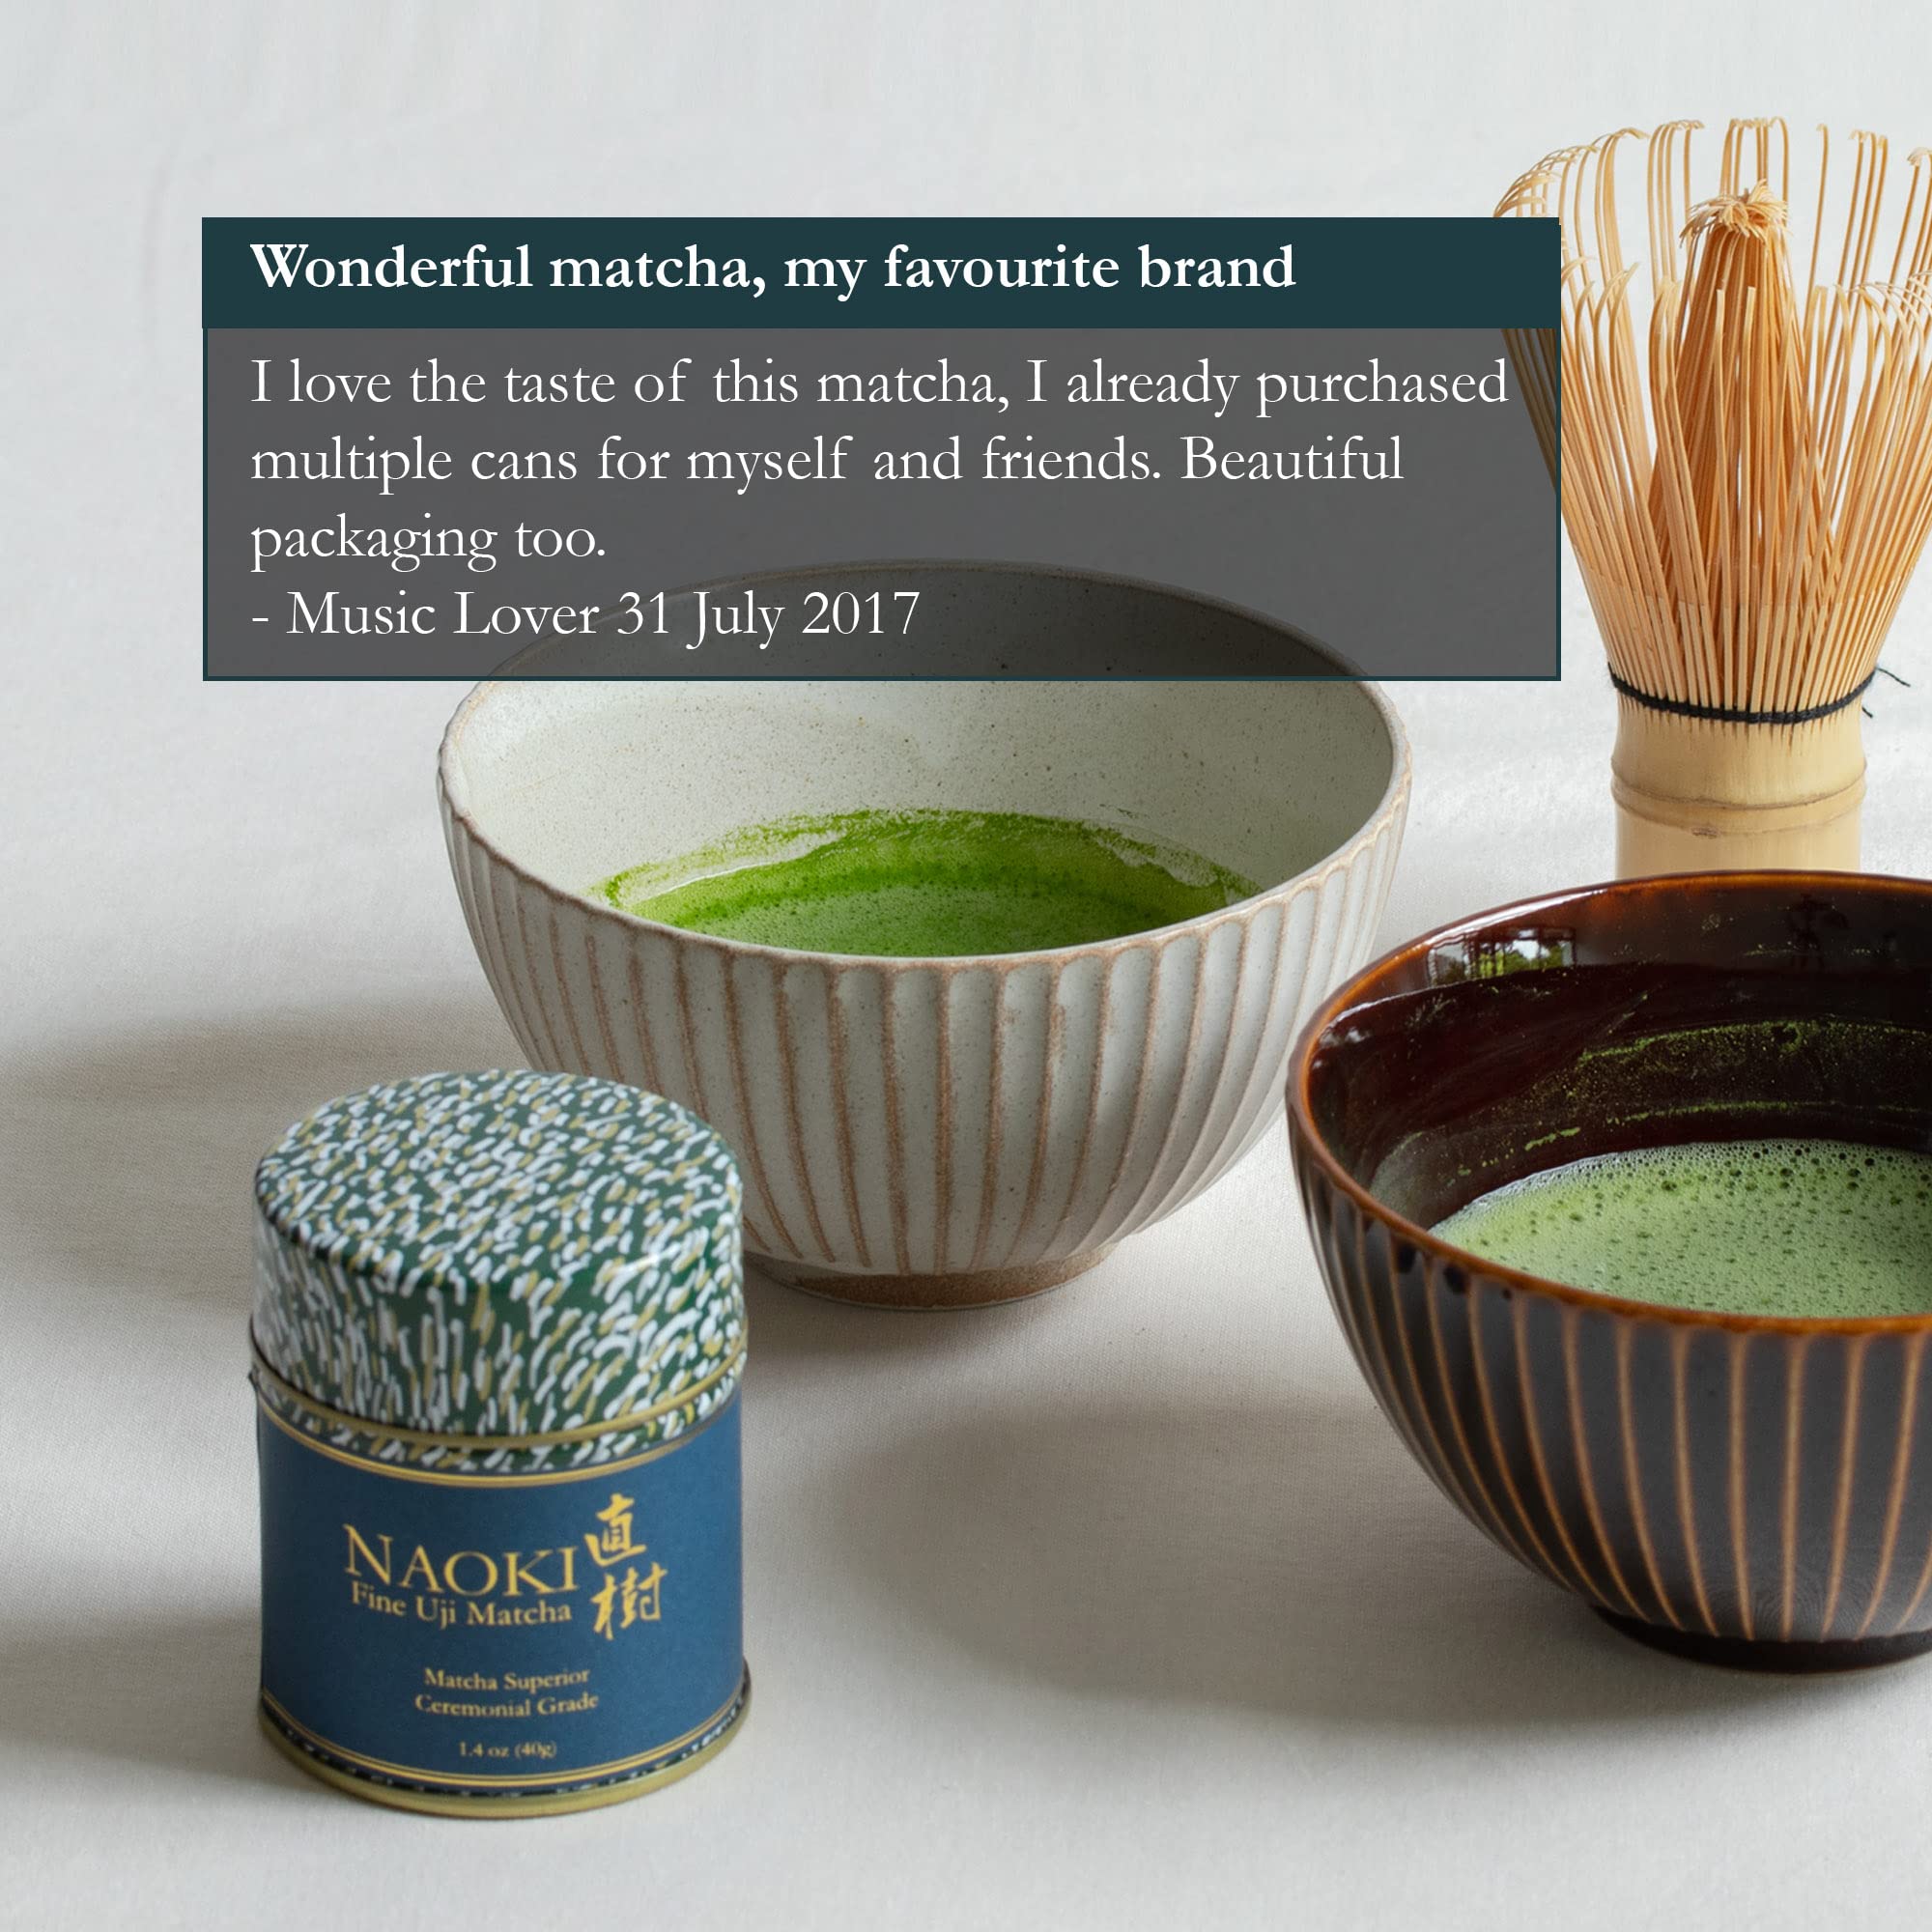 Wonderful matcha, my favourite brand
I love the taste of this matcha, I already purchased
multiple cans for myself and friends. Beautiful
packaging too.
- Music Lover 31 July 2017
NAOKI
Fine Uji Matcha
直樹
Matcha Superior
Ceremonial Grade
1.4 oz (40g)